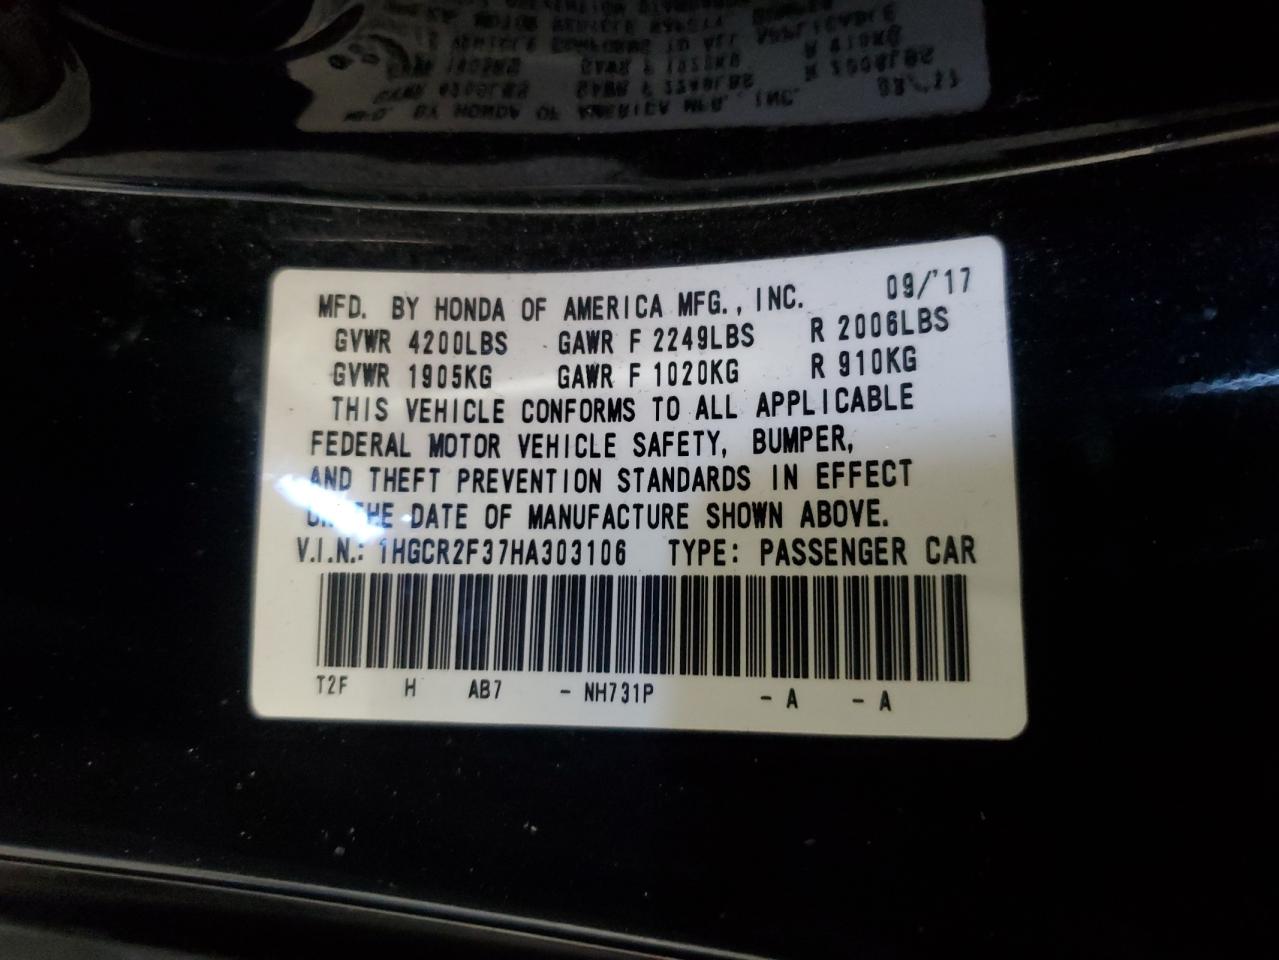 MFD. BY HONDA OF AMERICA MFG., INC. 09/'17
GVWR 4200LBS GAWR F 2249LBS R 2006LBS
GVWR 1905KG GAWR F 1020KG R 910KG
THIS VEHICLE CONFORMS TO ALL APPLICABLE
FEDERAL MOTOR VEHICLE SAFETY, BUMPER,
AND THEFT PREVENTION STANDARDS IN EFFECT
ON THE DATE OF MANUFACTURE SHOWN ABOVE.
V.I.N.: 1HGCR2F37HA303106 TYPE: PASSENGER CAR
T2F H AB7 - NH731P - A - A